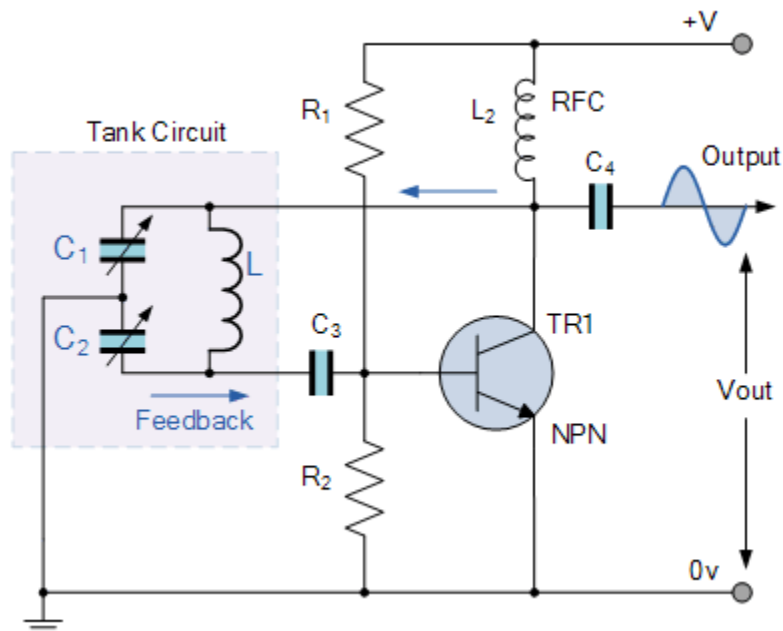 +V
R₁
L₂
RFC
Tank Circuit
C₄
Output
C₁
L
C₂
C₃
TR1
Feedback
Vout
NPN
R₂
0v